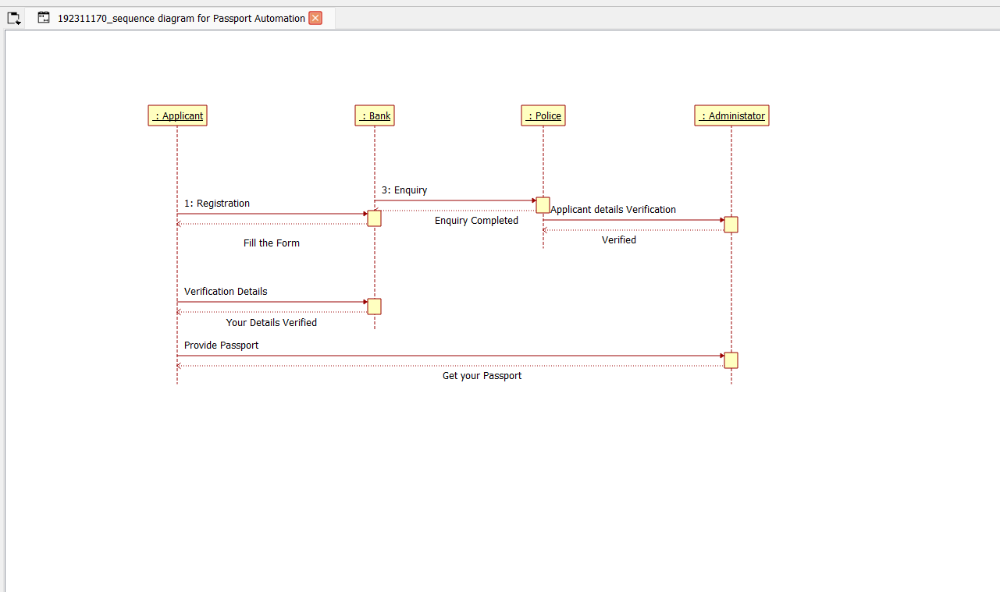 192311170_sequence diagram for Passport Automation
: Applicant
: Bank
: Police
: Administator
3: Enquiry
1: Registration
Applicant details Verification
Enquiry Completed
Verified
Fill the Form
Verification Details
Your Details Verified
Provide Passport
Get your Passport